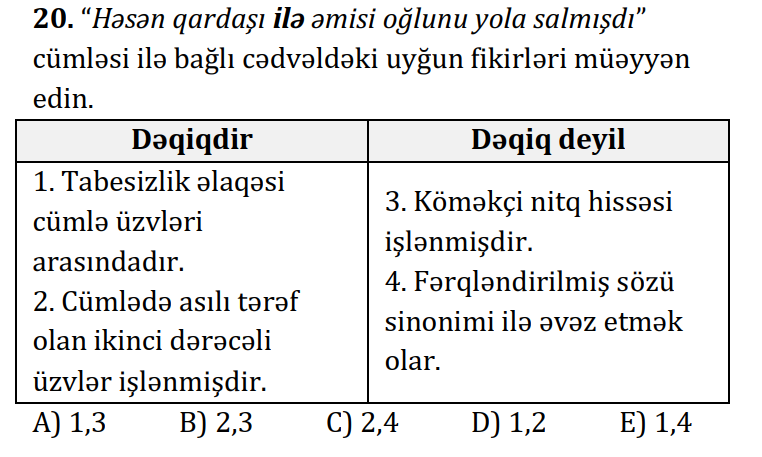 20. “Həsən qardaşı ilə əmisi oğlunu yola salmışdı”
cümləsi ilə bağlı cədvəldəki uyğun fikirləri müəyyən
edin.
Dəqiqdir
Dəqiq deyil
1. Tabesizlik əlaqəsi
cümlə üzvləri
arasındadır.
2. Cümlədə asılı tərəf
olan ikinci dərəcəli
üzvlər işlənmişdir.
3. Köməkçi nitq hissəsi
işlənmişdir.
4. Fərqləndirilmiş sözü
sinonimi ilə əvəz etmək
olar.
A) 1,3 B) 2,3 C) 2,4 D) 1,2 E) 1,4